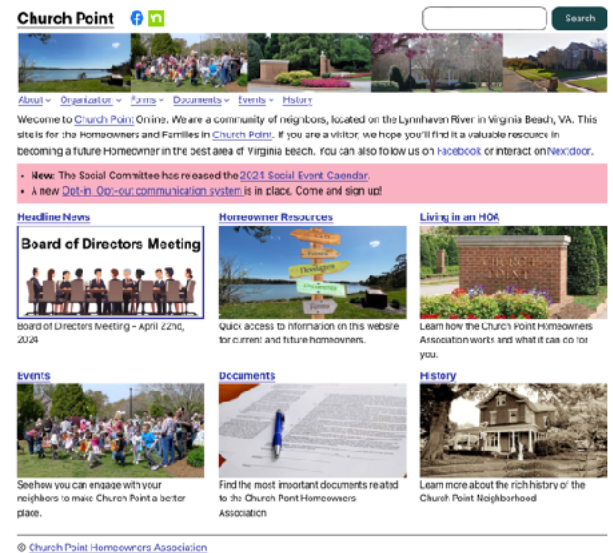 Church Point
Search
About Organization Forms Documents Events History
Welcome to Church Point Online. We are a community of neighbors, located on the Lynnhaven River in Virginia Beach, VA. This
site is for the Homeowners and Families in Church Point. If you are a visitor, we hope you'll find it a valuable resource in
becoming a future Homeowner in the best area of Virginia Beach. You can also follow us on Facebook or interact on Nextdoor.
• New: The Social Committee has released the 2024 Social Event Calendar.
• A new Opt-in, Opt-out communication system is in place. Come and sign up!
Headline News
Homeowner Resources
Living in an HOA
Board of Directors Meeting
Forms
CHURCH
POINT
Board of Directors Meeting – April 22nd,
2024
Quick access to information on this website
for current and future homeowners.
Learn how the Church Point Homeowners
Association works and what it can do for
you.
Events
Documents
History
See how you can engage with your
neighbors to make Church Point a better
place.
Find the most important documents related
to the Church Point Homeowners
Association
Learn more about the rich history of the
Church Point Neighborhood
© Church Point Homeowners Association